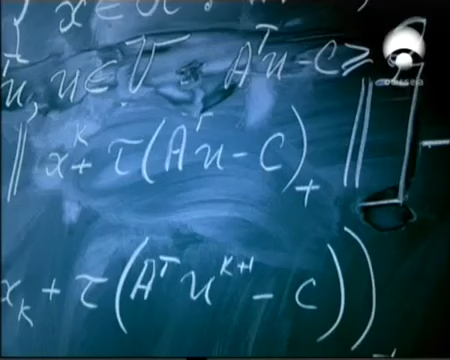 x ∈ X
u, u ∈ V    Aᵀu - C ≥
|| xᵏ + τ(Aᵀu - C)₊ || -
xₖ + τ(Aᵀuᵏ⁺¹ - C))